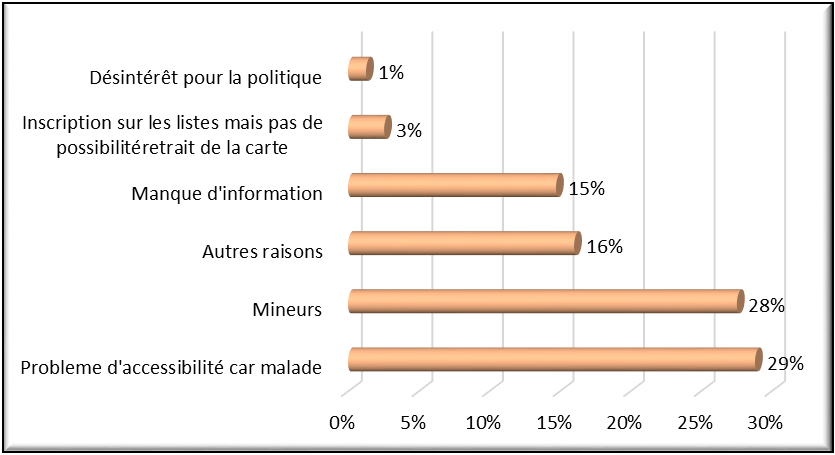 Désintérêt pour la politique
1%
Inscription sur les listes mais pas de
possibilitéretrait de la carte
3%
Manque d'information
15%
Autres raisons
16%
Mineurs
28%
Probleme d'accessibilité car malade
29%
0% 5% 10% 15% 20% 25% 30%